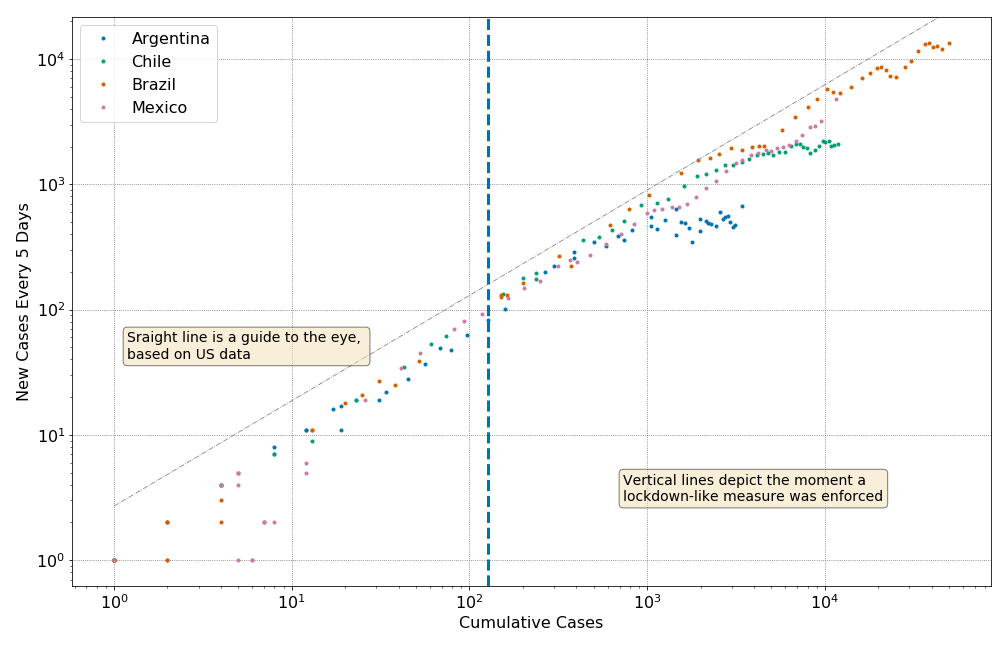 Argentina
Chile
Brazil
Mexico
New Cases Every 5 Days
10⁴
10³
10²
10¹
10⁰
Sraight line is a guide to the eye,
based on US data
Vertical lines depict the moment a
lockdown-like measure was enforced
10⁰ 10¹ 10² 10³ 10⁴
Cumulative Cases